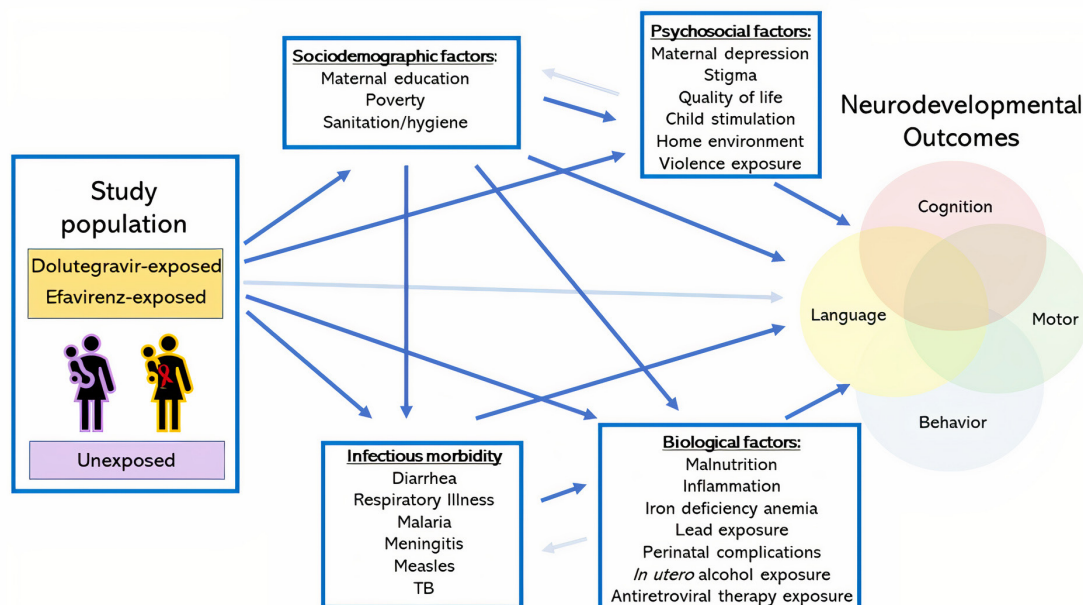 Study
population
Dolutegravir-exposed
Efavirenz-exposed
Unexposed
Sociodemographic factors:
Maternal education
Poverty
Sanitation/hygiene
Psychosocial factors:
Maternal depression
Stigma
Quality of life
Child stimulation
Home environment
Violence exposure
Infectious morbidity
Diarrhea
Respiratory Illness
Malaria
Meningitis
Measles
TB
Biological factors:
Malnutrition
Inflammation
Iron deficiency anemia
Lead exposure
Perinatal complications
In utero alcohol exposure
Antiretroviral therapy exposure
Neurodevelopmental
Outcomes
Cognition
Language
Motor
Behavior